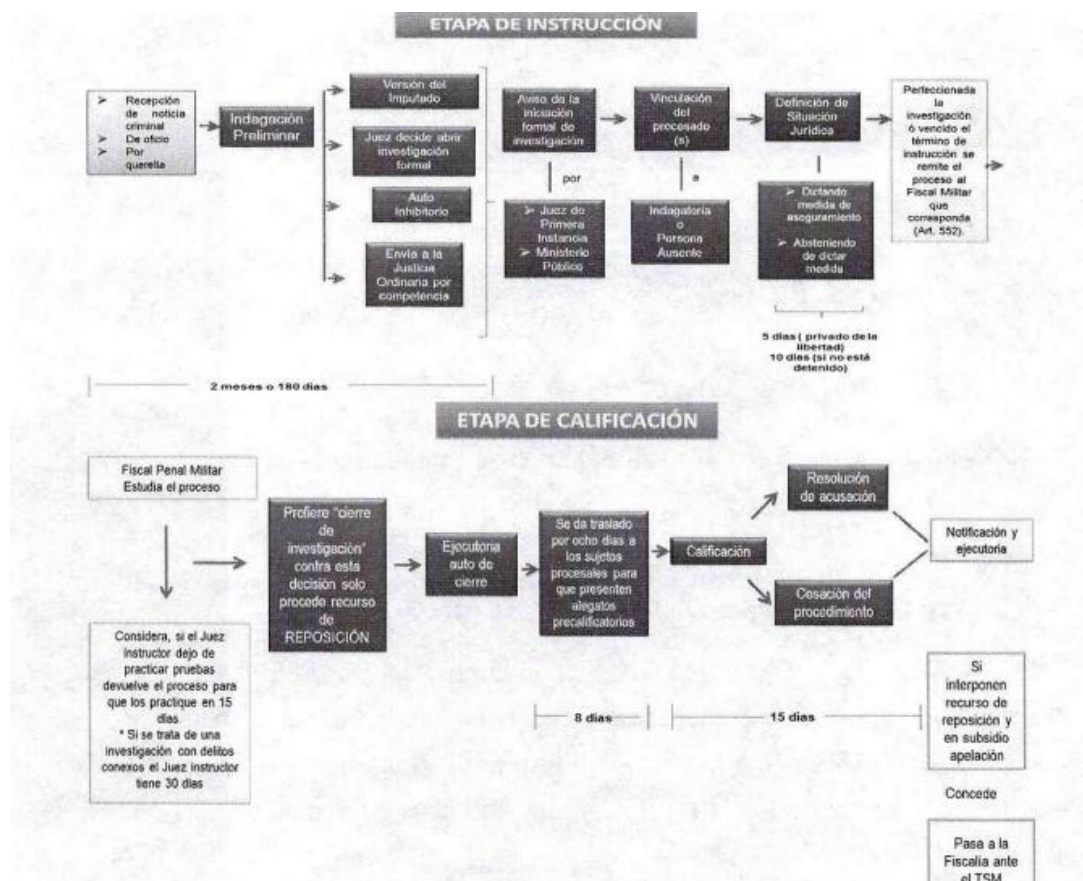 ETAPA DE INSTRUCCIÓN
Recepción
de noticia
criminal
De oficio
Por
querella
Indagación
Preliminar
Versión del
Imputado
Juez decide abrir
investigación
formal
Auto
Inhibitorio
Envía a la
Justicia
Ordinaria por
competencia
Aviso de la
iniciación
formal de
investigación
por
Juez de
Primera
Instancia
Ministerio
Público
Vinculación
del
procesado
(s)
a
Indagatoria
o
Persona
Ausente
Definición de
Situación
Jurídica
Dictando
medida de
aseguramiento
Absteniendo
de dictar
medida
5 días ( privado de la
libertad)
10 días (si no está
detenido)
Perfeccionada
la
investigación
ó vencido el
término de
instrucción se
remite el
proceso al
Fiscal Militar
que
corresponda
(Art. 552).
2 meses o 180 días
ETAPA DE CALIFICACIÓN
Fiscal Penal Militar
Estudia el proceso
Considera, si el Juez
Instructor dejo de
practicar pruebas
devuelve el proceso para
que los practique en 15
días
* Si se trata de una
investigación con delitos
conexos el Juez instructor
tiene 30 días
Profiere "cierre
de
investigación"
contra esta
decisión solo
procede recurso
de
REPOSICIÓN
Ejecutoria
auto de
cierre
Se da traslado
por ocho días a
los sujetos
procesales para
que presenten
alegatos
precalificatorios
Calificación
Resolución
de acusación
Cesación del
procedimiento
Notificación y
ejecutoria
8 días
15 días
Si
interponen
recurso de
reposición y
en subsidio
apelación
Concede
Pasa a la
Fiscalía ante
el TSM